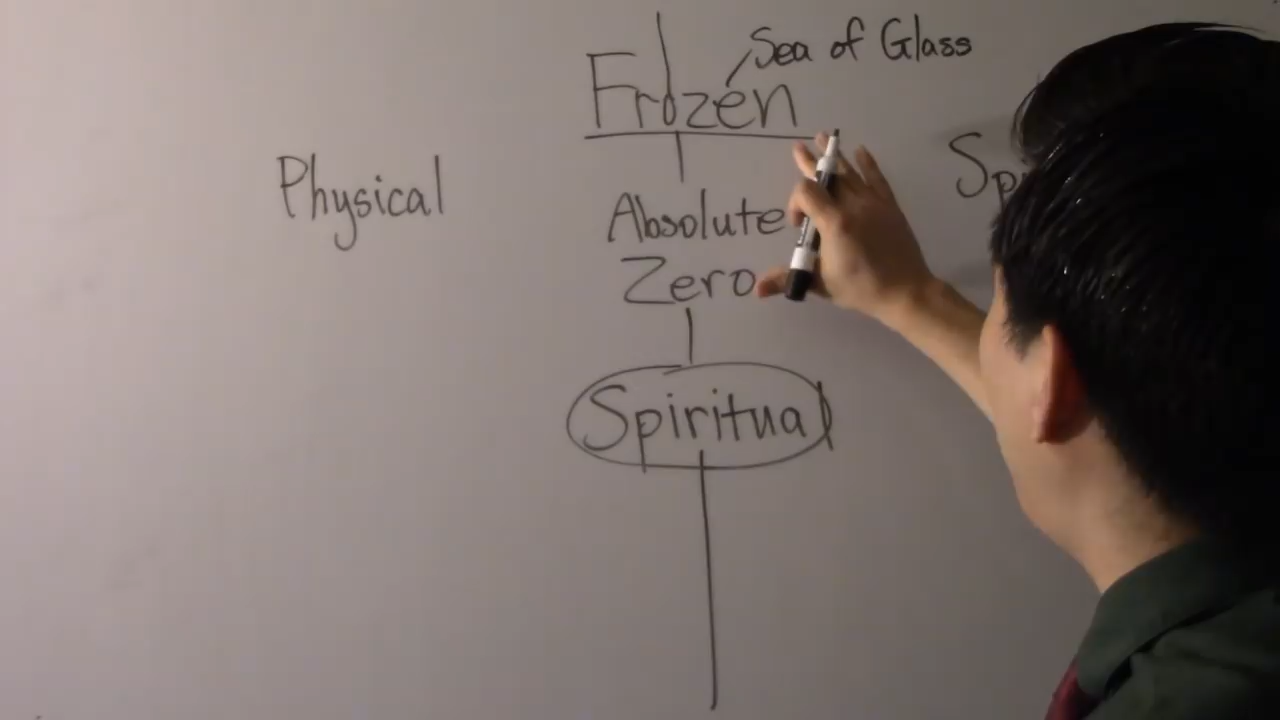 Sea of Glass
Frozen
Physical
Absolute
Zero
Spiritual